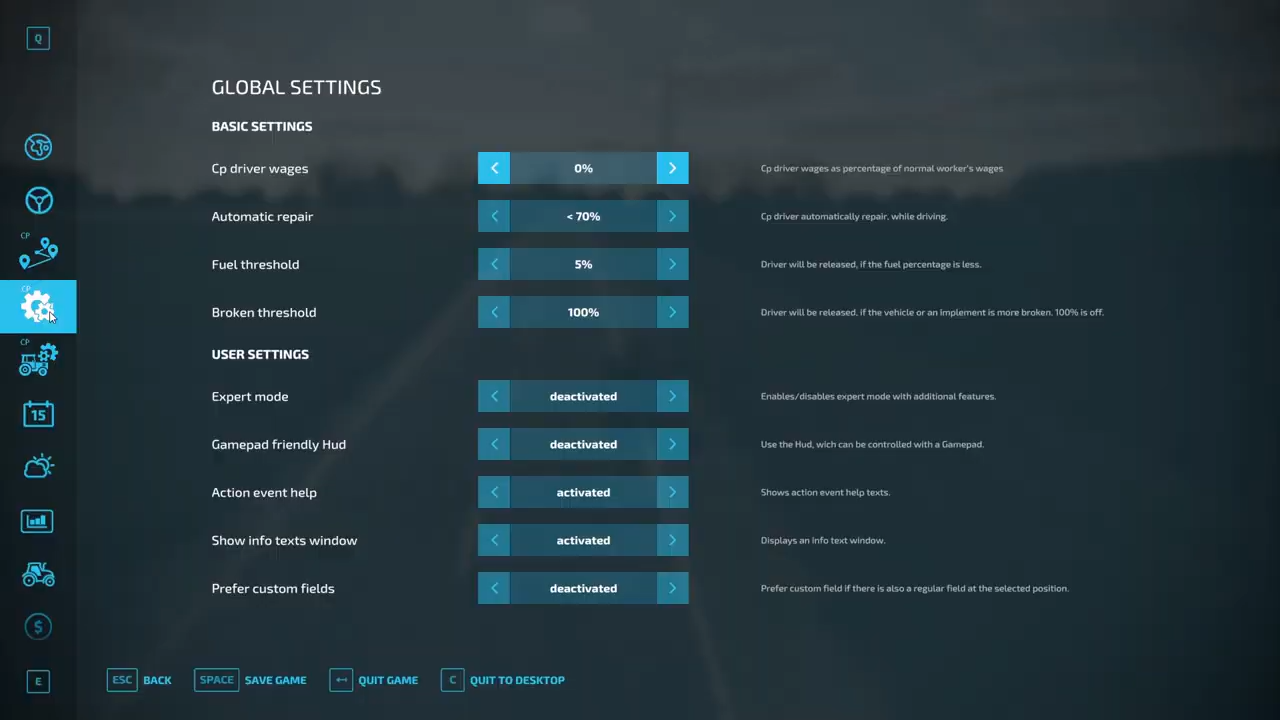 Q
GLOBAL SETTINGS
BASIC SETTINGS
Cp driver wages 0% Cp driver wages as percentage of normal worker's wages
Automatic repair < 70% Cp driver automatically repair, while driving.
CP
Fuel threshold 5% Driver will be released, if the fuel percentage is less.
CP
Broken threshold 100% Driver will be released, if the vehicle or an implement is more broken. 100% is off.
CP
USER SETTINGS
Expert mode deactivated Enables/disables expert mode with additional features.
15
Gamepad friendly Hud deactivated Use the Hud, wich can be controlled with a Gamepad.
Action event help activated Shows action event help texts.
Show info texts window activated Displays an info text window.
Prefer custom fields deactivated Prefer custom field if there is also a regular field at the selected position.
$
E
ESC BACK SPACE SAVE GAME QUIT GAME C QUIT TO DESKTOP